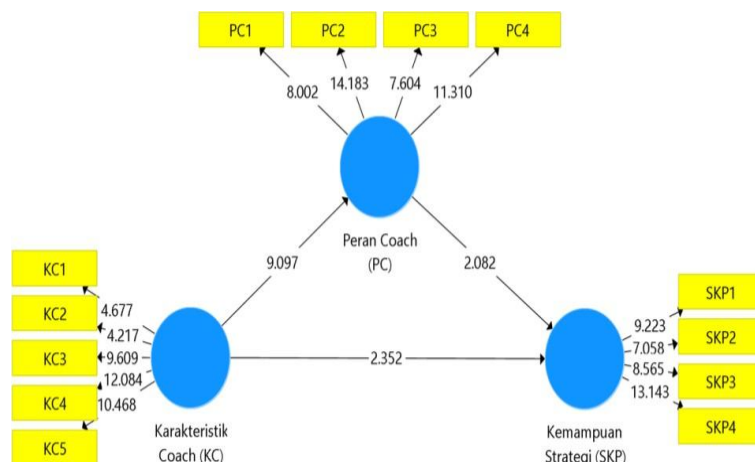 PC1
PC2
PC3
PC4
8.002
14.183
7.604
11.310
Peran Coach
(PC)
9.097
2.082
KC1
KC2
KC3
KC4
KC5
4.677
4.217
9.609
12.084
10.468
2.352
SKP1
SKP2
SKP3
SKP4
9.223
7.058
8.565
13.143
Karakteristik
Coach (KC)
Kemampuan
Strategi (SKP)